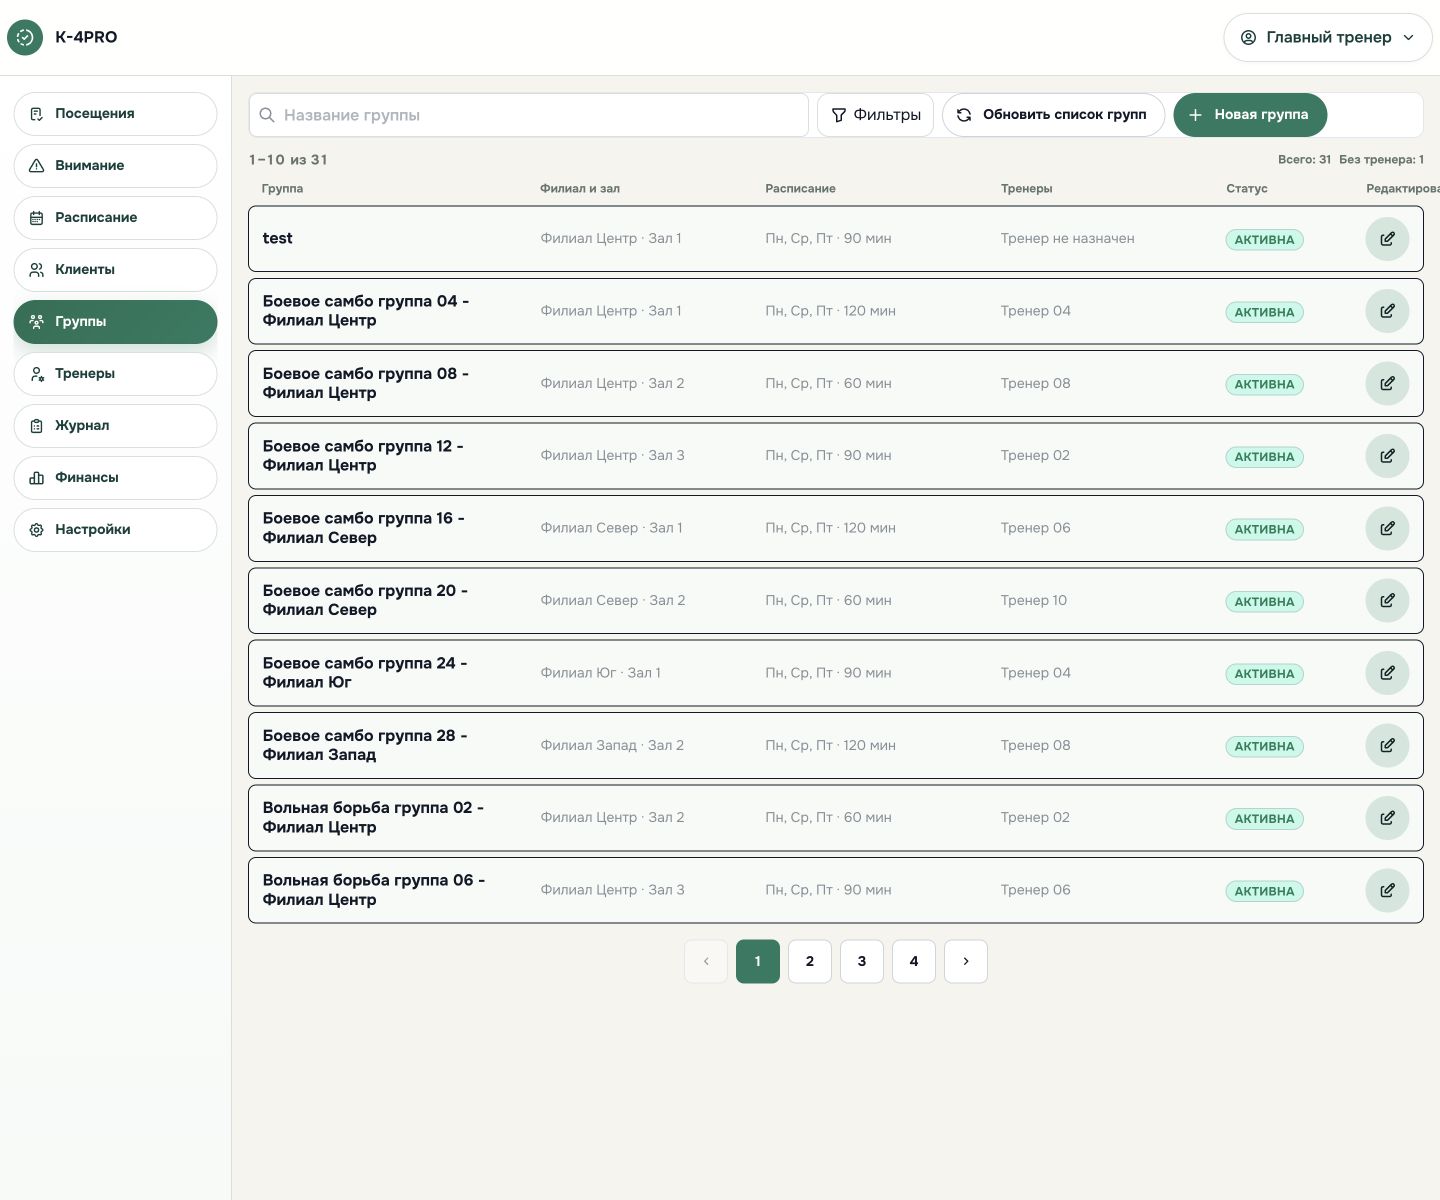 K-4PRO
Главный тренер
Посещения
Внимание
Расписание
Клиенты
Группы
Тренеры
Журнал
Финансы
Настройки
Название группы
Фильтры
Обновить список групп
Новая группа
1–10 из 31
Всего: 31 Без тренера: 1
Группа Филиал и зал Расписание Тренеры Статус Редактирова
test Филиал Центр · Зал 1 Пн, Ср, Пт · 90 мин Тренер не назначен АКТИВНА
Боевое самбо группа 04 -
Филиал Центр
Филиал Центр · Зал 1 Пн, Ср, Пт · 120 мин Тренер 04 АКТИВНА
Боевое самбо группа 08 -
Филиал Центр
Филиал Центр · Зал 2 Пн, Ср, Пт · 60 мин Тренер 08 АКТИВНА
Боевое самбо группа 12 -
Филиал Центр
Филиал Центр · Зал 3 Пн, Ср, Пт · 90 мин Тренер 02 АКТИВНА
Боевое самбо группа 16 -
Филиал Север
Филиал Север · Зал 1 Пн, Ср, Пт · 120 мин Тренер 06 АКТИВНА
Боевое самбо группа 20 -
Филиал Север
Филиал Север · Зал 2 Пн, Ср, Пт · 60 мин Тренер 10 АКТИВНА
Боевое самбо группа 24 -
Филиал Юг
Филиал Юг · Зал 1 Пн, Ср, Пт · 90 мин Тренер 04 АКТИВНА
Боевое самбо группа 28 -
Филиал Запад
Филиал Запад · Зал 2 Пн, Ср, Пт · 120 мин Тренер 08 АКТИВНА
Вольная борьба группа 02 -
Филиал Центр
Филиал Центр · Зал 2 Пн, Ср, Пт · 60 мин Тренер 02 АКТИВНА
Вольная борьба группа 06 -
Филиал Центр
Филиал Центр · Зал 3 Пн, Ср, Пт · 90 мин Тренер 06 АКТИВНА
‹ 1 2 3 4 ›